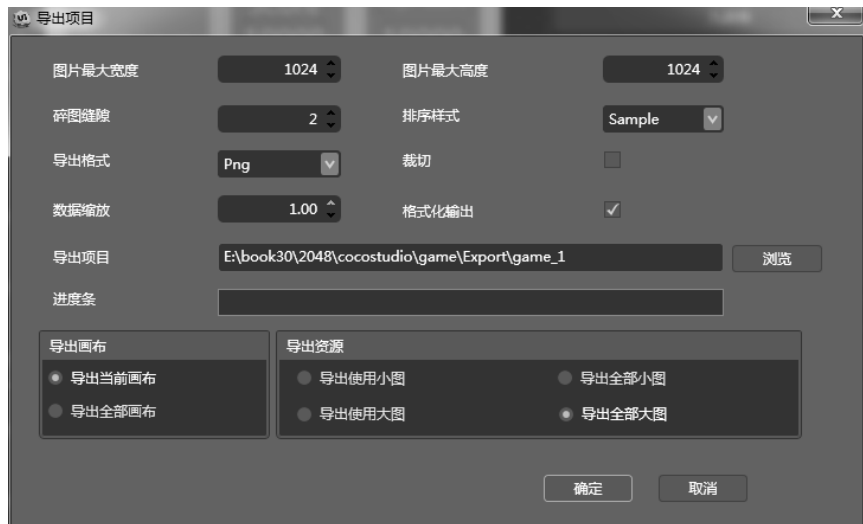 导出项目
图片最大宽度 1024 图片最大高度 1024
碎图缝隙 2 排序样式 Sample
导出格式 Png 裁切
数据缩放 1.00 格式化输出
导出项目 E:\book30\2048\cocostudio\game\Export\game_1 浏览
进度条
导出画布 导出资源
导出当前画布 导出使用小图 导出全部小图
导出全部画布 导出使用大图 导出全部大图
确定 取消